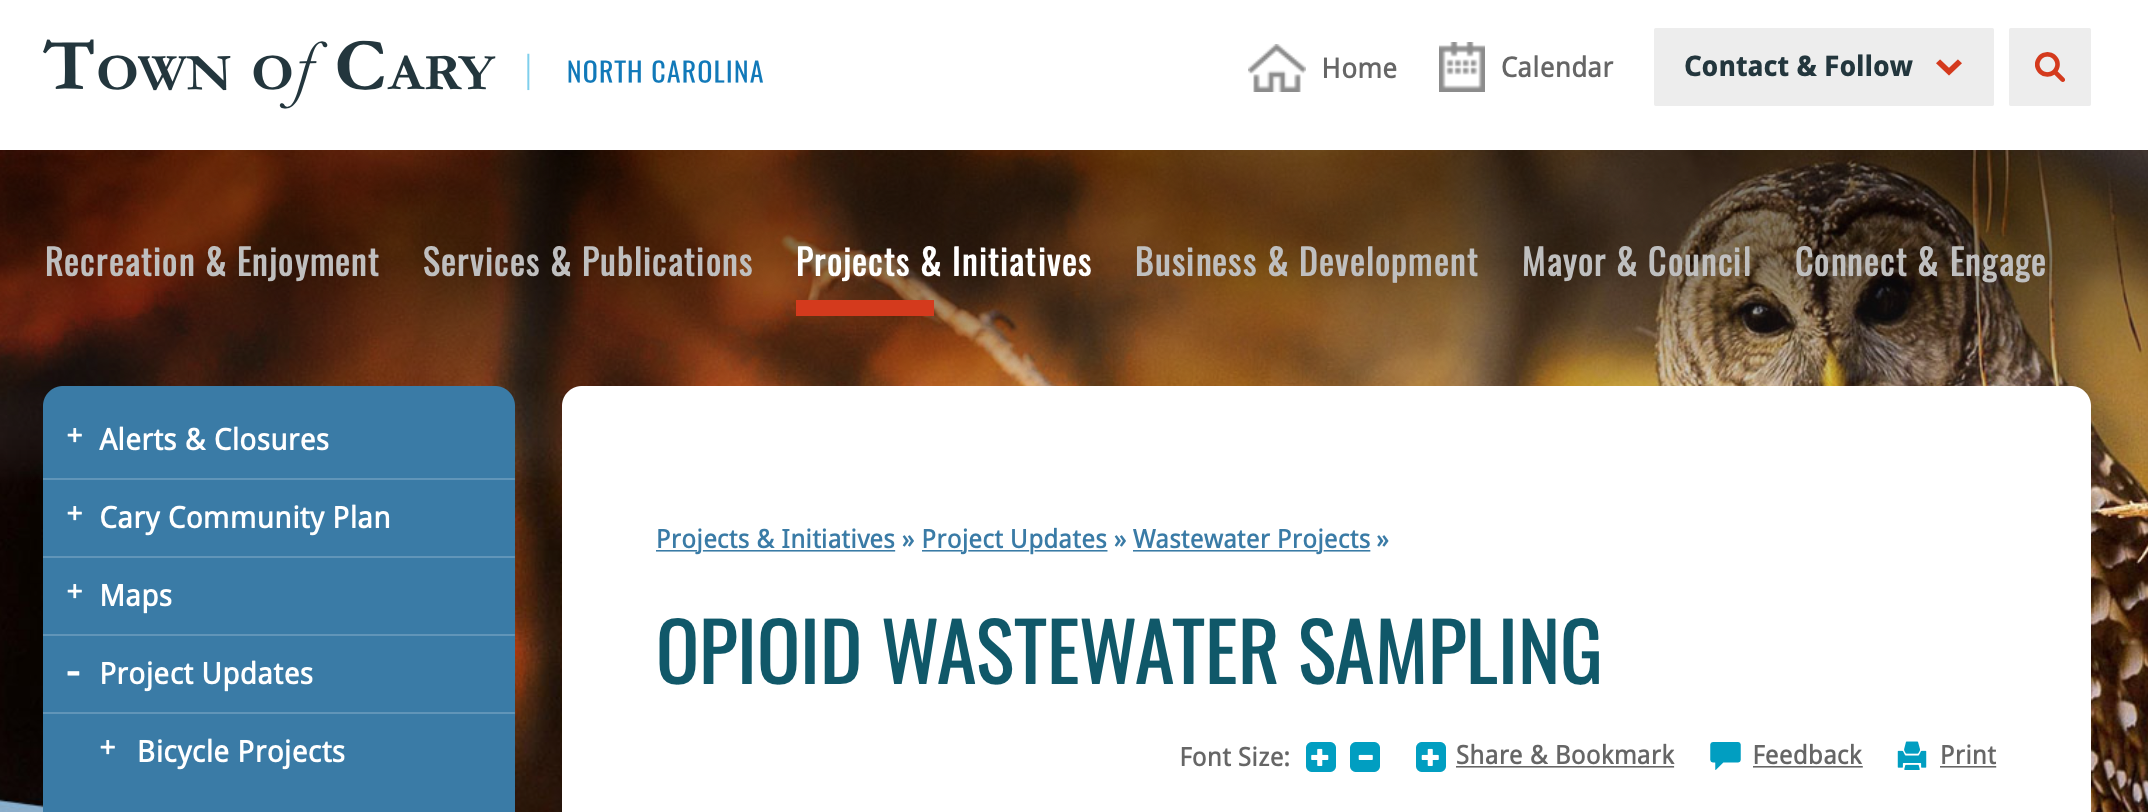 TOWN of CARY | NORTH CAROLINA
Home
Calendar
Contact & Follow
Recreation & Enjoyment
Services & Publications
Projects & Initiatives
Business & Development
Mayor & Council
Connect & Engage
+ Alerts & Closures
+ Cary Community Plan
+ Maps
- Project Updates
+ Bicycle Projects
Projects & Initiatives » Project Updates » Wastewater Projects »
OPIOID WASTEWATER SAMPLING
Font Size: + - + Share & Bookmark Feedback Print